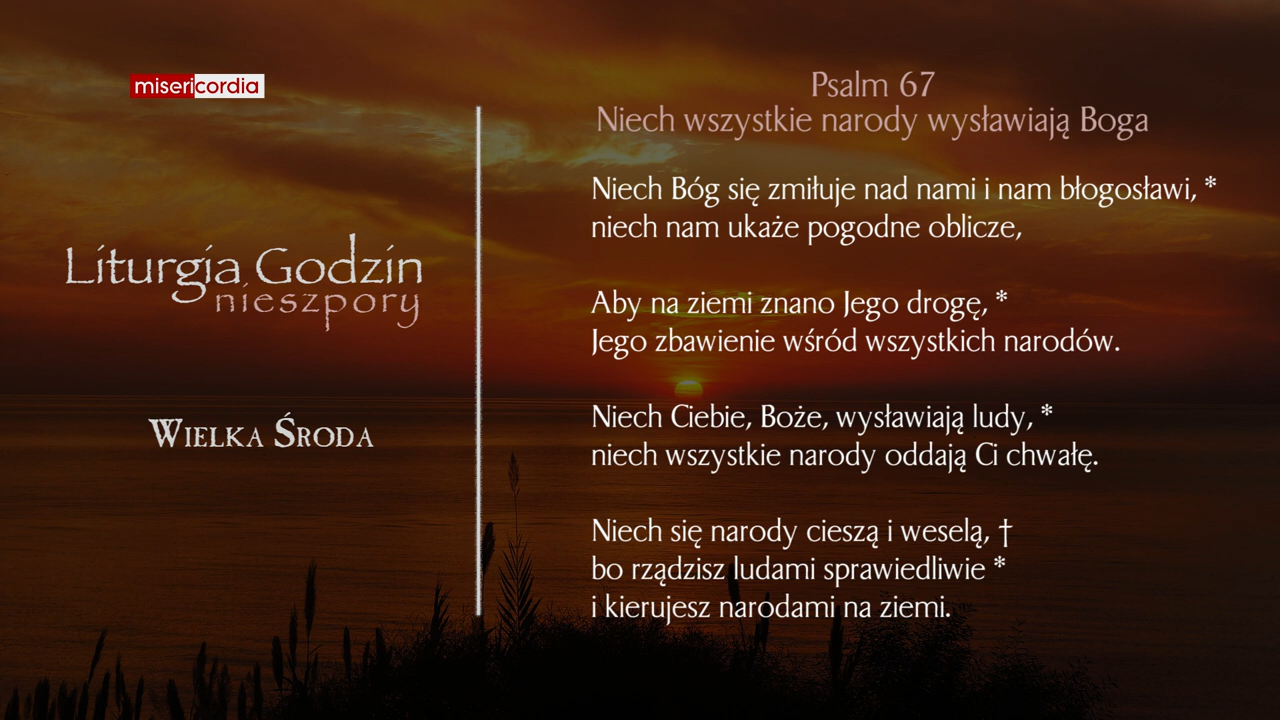 misericordia
Liturgia Godzin
nieszpory
Wielka Środa
Psalm 67
Niech wszystkie narody wysławiają Boga
Niech Bóg się zmiłuje nad nami i nam błogosławi, *
niech nam ukaże pogodne oblicze,
Aby na ziemi znano Jego drogę, *
Jego zbawienie wśród wszystkich narodów.
Niech Ciebie, Boże, wysławiają ludy, *
niech wszystkie narody oddają Ci chwałę.
Niech się narody cieszą i weselą, †
bo rządzisz ludami sprawiedliwie *
i kierujesz narodami na ziemi.